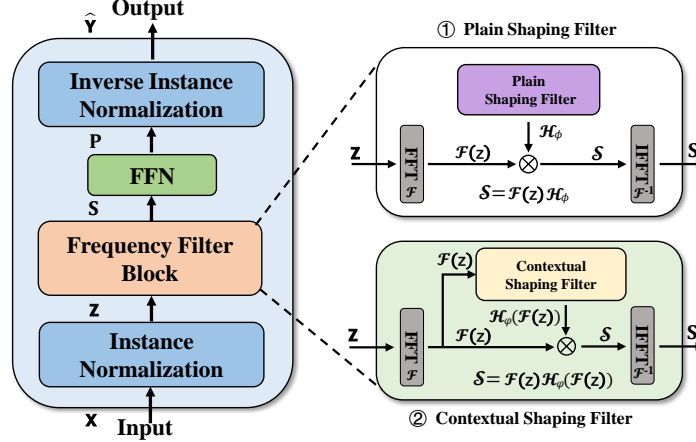 Output
Ŷ
Inverse Instance
Normalization
P
FFN
S
Frequency Filter
Block
Z
Instance
Normalization
X
Input
① Plain Shaping Filter
Plain
Shaping Filter
𝓗ϕ
Z
FFT
𝓕
𝓕(z)
⊗
𝓢
IFFT
𝓕⁻¹
S
𝓢=𝓕(z)𝓗ϕ
𝓕(z)
Contextual
Shaping Filter
𝓗φ(𝓕(z))
Z
FFT
𝓕
𝓕(z)
⊗
𝓢
IFFT
𝓕⁻¹
S
𝓢=𝓕(z)𝓗φ(𝓕(z))
② Contextual Shaping Filter